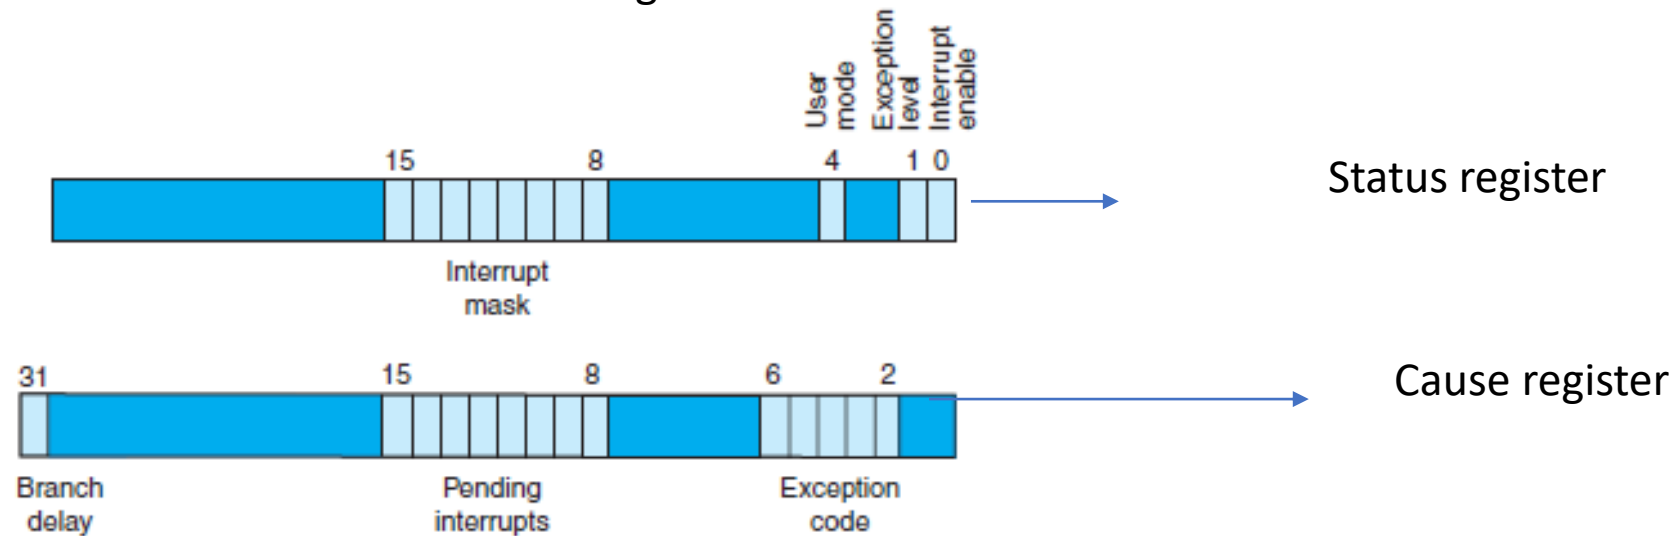 User
mode
Exception
level
Interrupt
enable
15
8
4
1
0
Status register
Interrupt
mask
31
15
8
6
2
Cause register
Branch
delay
Pending
interrupts
Exception
code